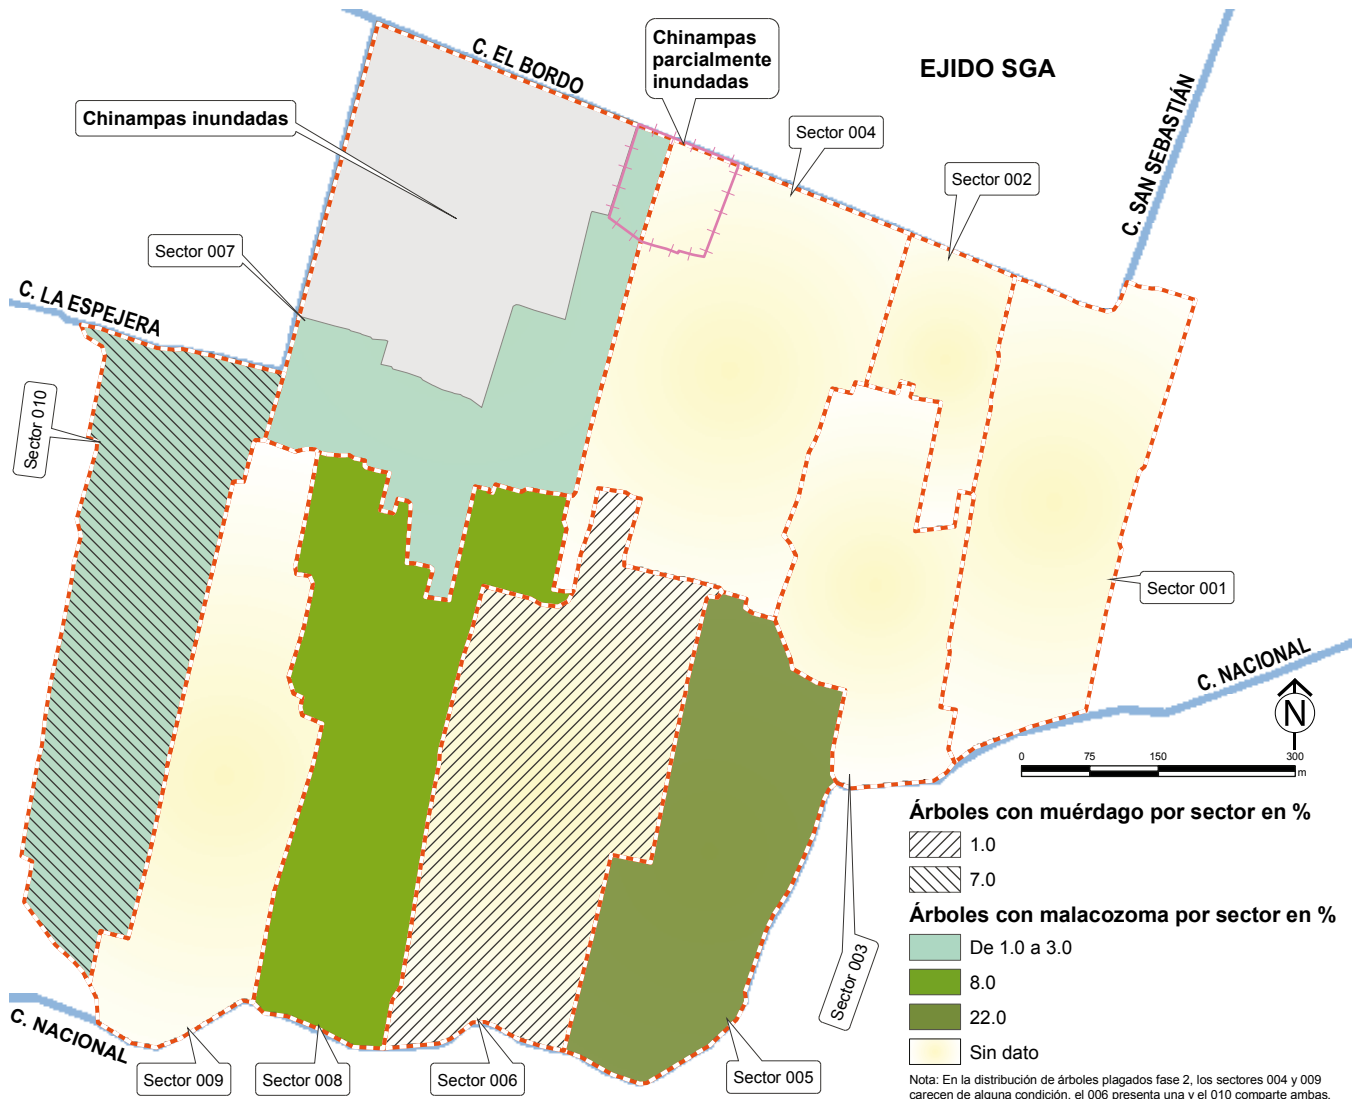 C. EL BORDO
Chinampas
parcialmente
inundadas
EJIDO SGA
C. SAN SEBASTIÁN
Chinampas inundadas
Sector 004
Sector 002
Sector 007
C. LA ESPEJERA
Sector 010
Sector 001
C. NACIONAL
N
0 75 150 300
m
Árboles con muérdago por sector en %
1.0
7.0
Árboles con malacozoma por sector en %
De 1.0 a 3.0
8.0
22.0
Sin dato
Nota: En la distribución de árboles plagados fase 2, los sectores 004 y 009
carecen de alguna condición, el 006 presenta una y el 010 comparte ambas.
Sector 003
C. NACIONAL
Sector 009
Sector 008
Sector 006
Sector 005